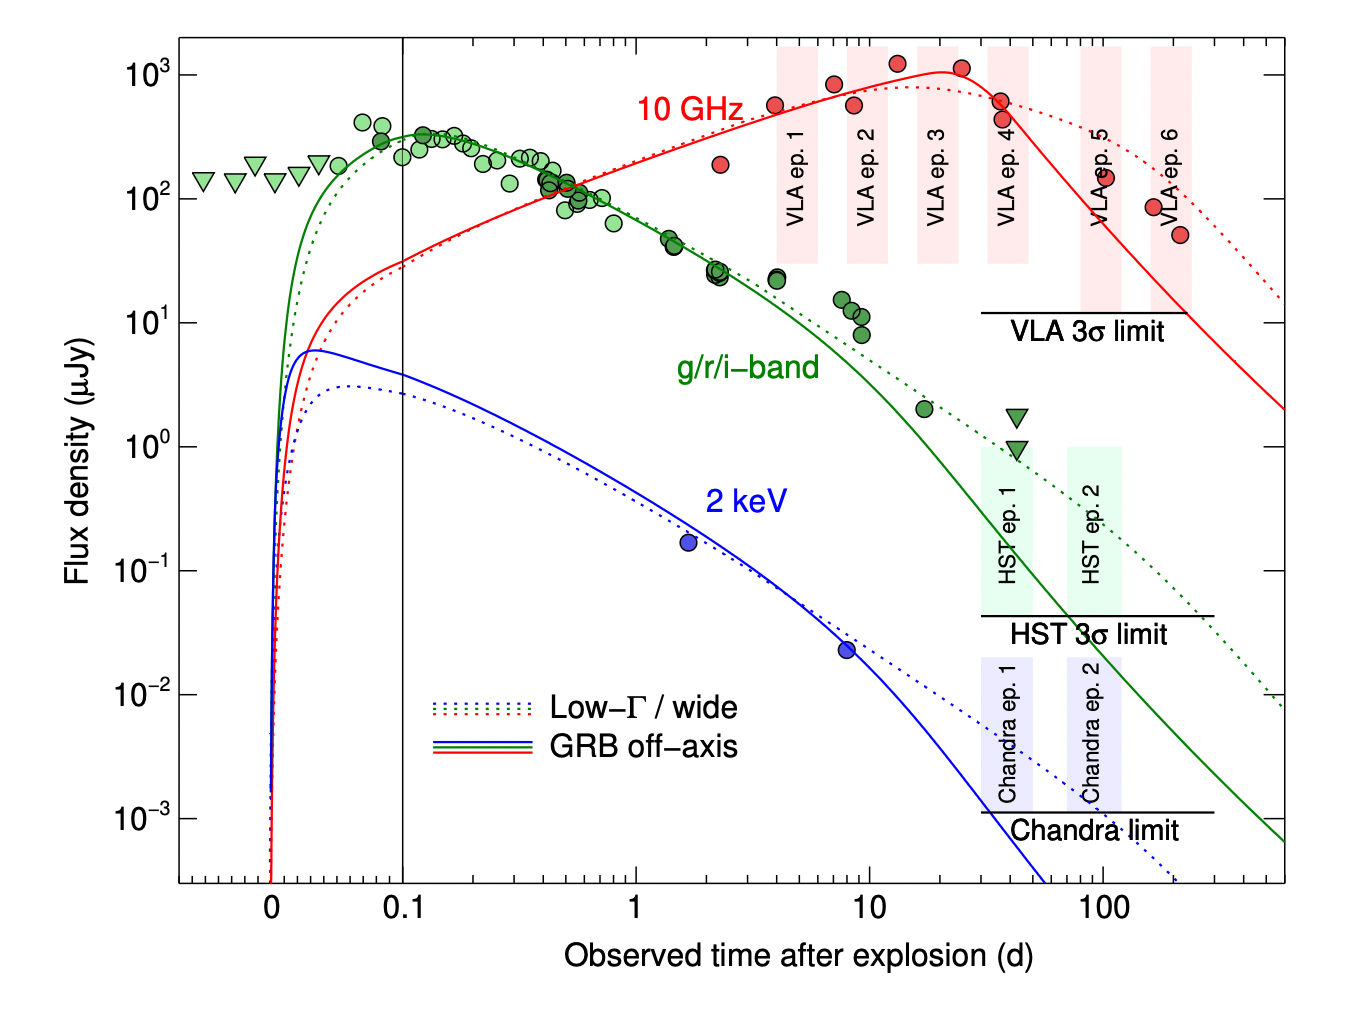 10³
10²
10¹
10⁰
10⁻¹
10⁻²
10⁻³
Flux density (μJy)
10 GHz
g/r/i−band
2 keV
VLA ep. 1
VLA ep. 2
VLA ep. 3
VLA ep. 4
VLA ep. 5
VLA ep. 6
VLA 3σ limit
HST ep. 1
HST ep. 2
HST 3σ limit
Chandra ep. 1
Chandra ep. 2
Chandra limit
Low−Γ / wide
GRB off−axis
0
0.1
1
10
100
Observed time after explosion (d)